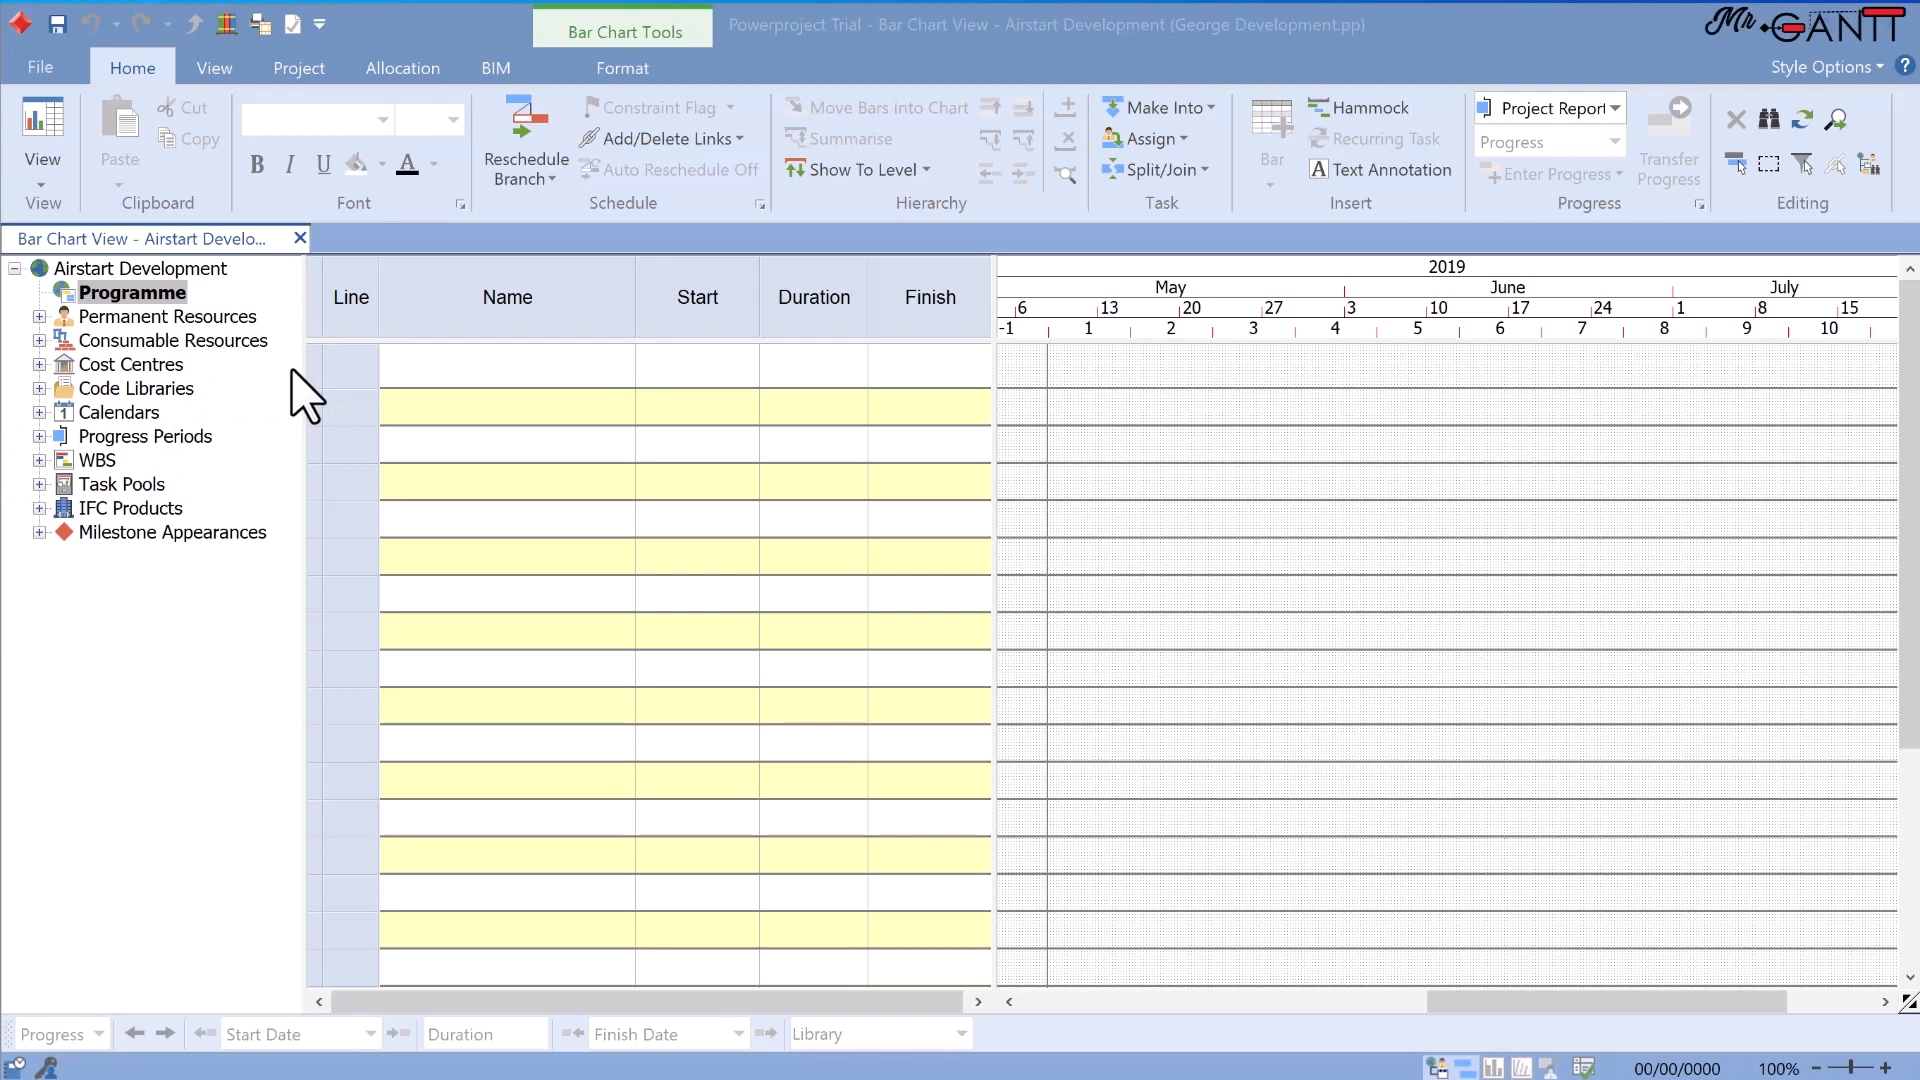 Bar Chart Tools
Powerproject Trial - Bar Chart View - Airstart Development (George Development.pp)
Mr GANTT
File Home View Project Allocation BIM Format Style Options ?
View
View
Paste
Cut
Copy
Clipboard
B I U A
Font
Reschedule
Branch
Constraint Flag
Add/Delete Links
Auto Reschedule Off
Schedule
Move Bars into Chart
Summarise
Show To Level
Hierarchy
Make Into
Assign
Split/Join
Task
Bar
Hammock
Recurring Task
A Text Annotation
Insert
Project Report
Progress
Enter Progress
Transfer
Progress
Progress
Editing
Bar Chart View - Airstart Develo...
Airstart Development
Programme
Permanent Resources
Consumable Resources
Cost Centres
Code Libraries
1 Calendars
Progress Periods
WBS
Task Pools
IFC Products
Milestone Appearances
Line Name Start Duration Finish
2019
May June July
6 13 20 27 3 10 17 24 1 8 15
-1 1 2 3 4 5 6 7 8 9 10
Progress Start Date Duration Finish Date Library
00/00/0000 100%